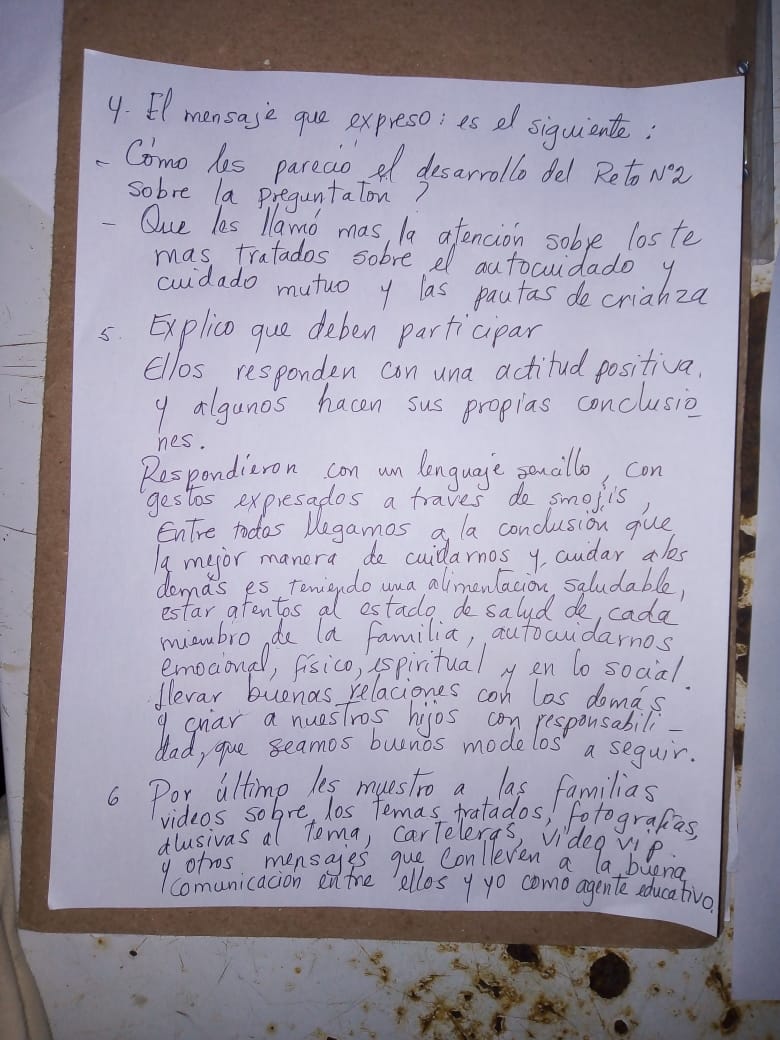 4. El mensaje que expreso: es el siguiente:
- Cómo les pareció el desarrollo del Reto N°2
sobre la preguntaton?
- Que les llamó mas la atención sobre los te
mas tratados sobre el autocuidado y
cuidado mutuo y las pautas de crianza
5. Explico que deben participar
Ellos responden con una actitud positiva.
y algunos hacen sus propias conclusio_
nes.
Respondieron con un lenguaje sencillo, con
gestos expresados a traves de smojis,
Entre todos llegamos a la conclusión que
la mejor manera de cuidarnos y cuidar a los
demás es teniendo una alimentación saludable,
estar atentos al estado de salud de cada
miembro de la familia, autocuidarnos
emocional, físico, espiritual y en lo social.
llevar buenas relaciones con los demás
y criar a nuestros hijos con responsabili -
dad, que seamos buenos modelos a seguir.
6 Por último les muestro a las familias
videos sobre los temas tratados, fotografías,
alusivas al tema, carteleras, video vip.
y otros mensajes que conlleven a la buena
comunicacion entre ellos y yo como agente educativo.